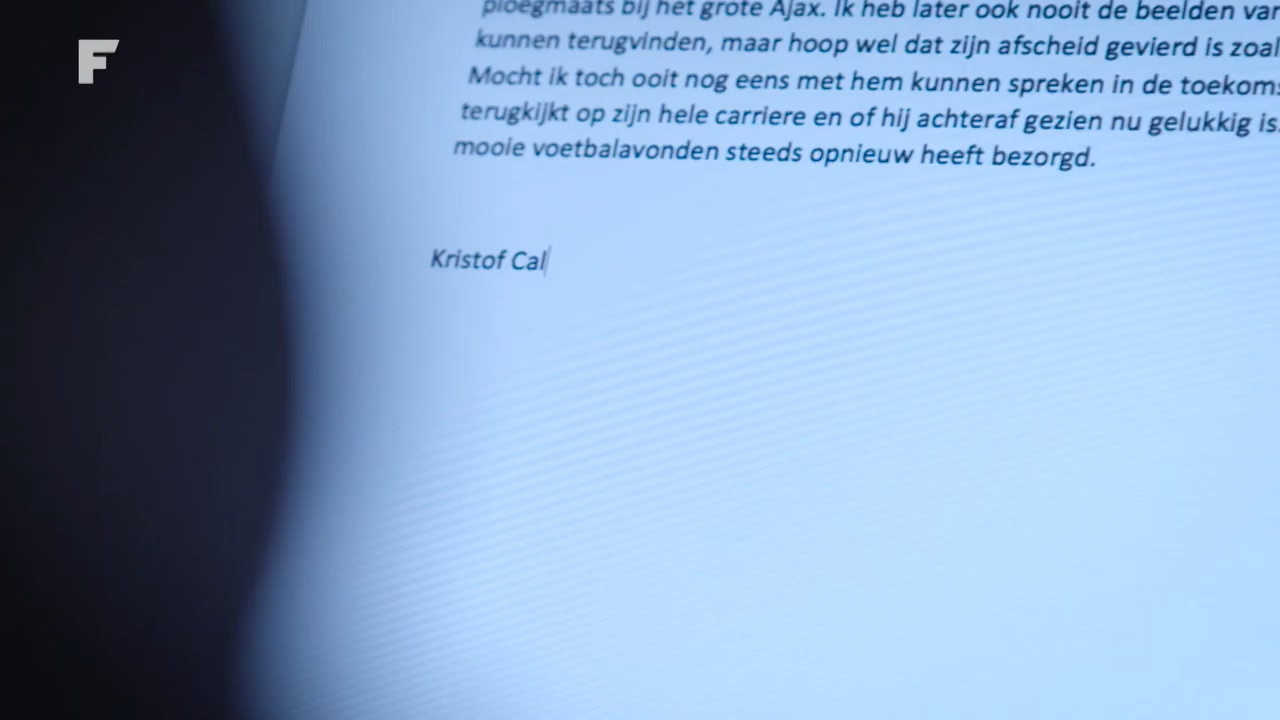 F
ploegmaats bij het grote Ajax. Ik heb later ook nooit de beelden van
kunnen terugvinden, maar hoop wel dat zijn afscheid gevierd is zoal
Mocht ik toch ooit nog eens met hem kunnen spreken in de toekoms
terugkijkt op zijn hele carriere en of hij achteraf gezien nu gelukkig is.
mooie voetbalavonden steeds opnieuw heeft bezorgd.
Kristof Cal